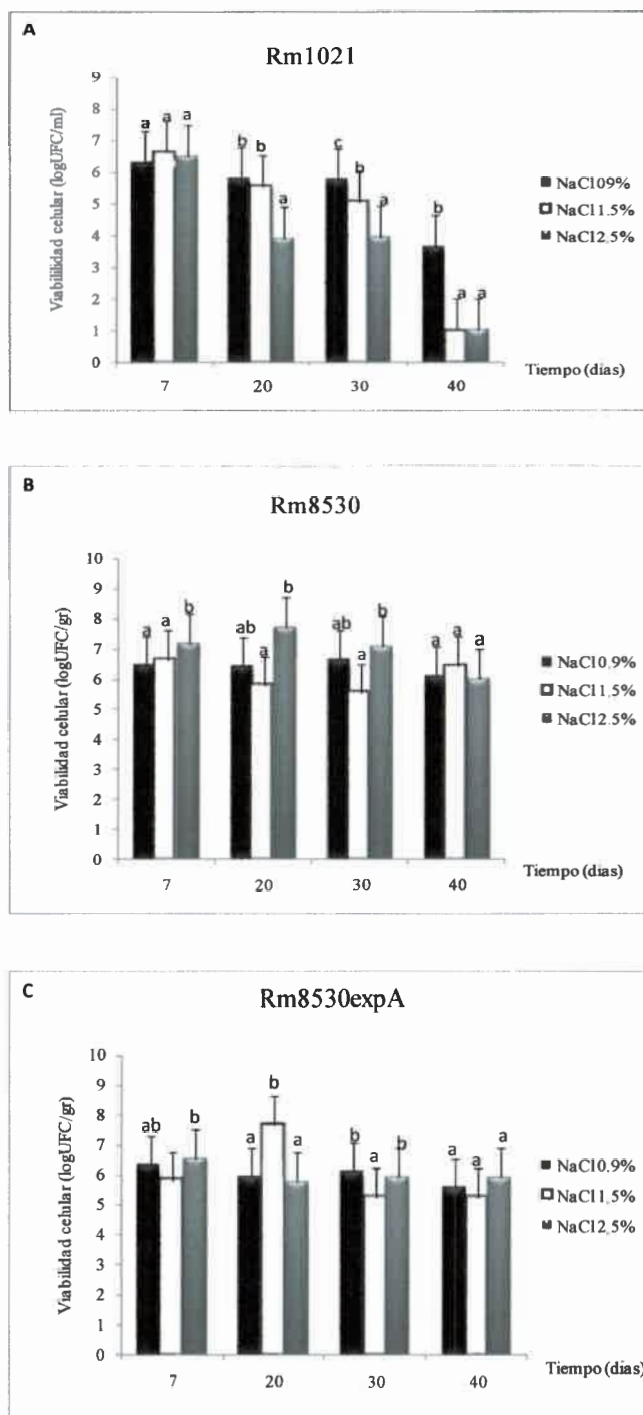 A
Rm1021
Viabililidad celular (logUFC/ml)
9
8
7
6
5
4
3
2
1
0
a a a
b b a
c b a
b a a
NaCl09%
NaCl1.5%
NaCl2.5%
7 20 30 40
Tiempo (dias)
B
Rm8530
Viabilidad celular (logUFC/gr)
10
9
8
7
6
5
4
3
2
1
0
a a b
ab a b
ab a b
a a a
NaCl0,9%
NaCl1,5%
NaCl2.5%
7 20 30 40
Tiempo (dias)
C
Rm8530expA
Viabilidad celular (logUFC/gr)
10
9
8
7
6
5
4
3
2
1
0
ab b
a b a
b a b
a a a
NaCl0,9%
NaCl1,5%
NaCl2,5%
7 20 30 40
Tiempo (dias)